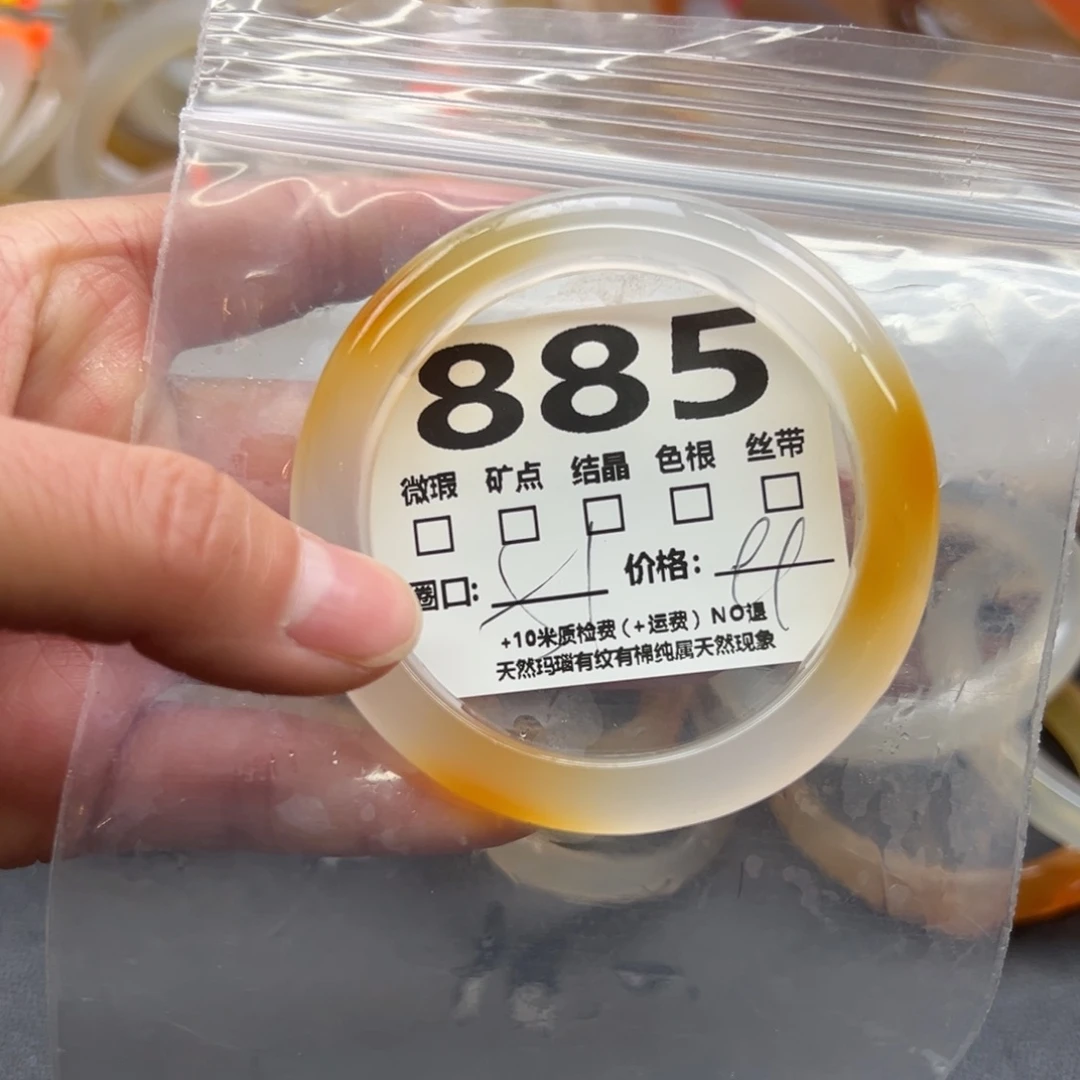 885
微瑕 矿点 结晶 色根 丝带
圈口: 价格:
+10米质检费(+运费)NO退
天然玛瑙有纹有棉纯属天然现象